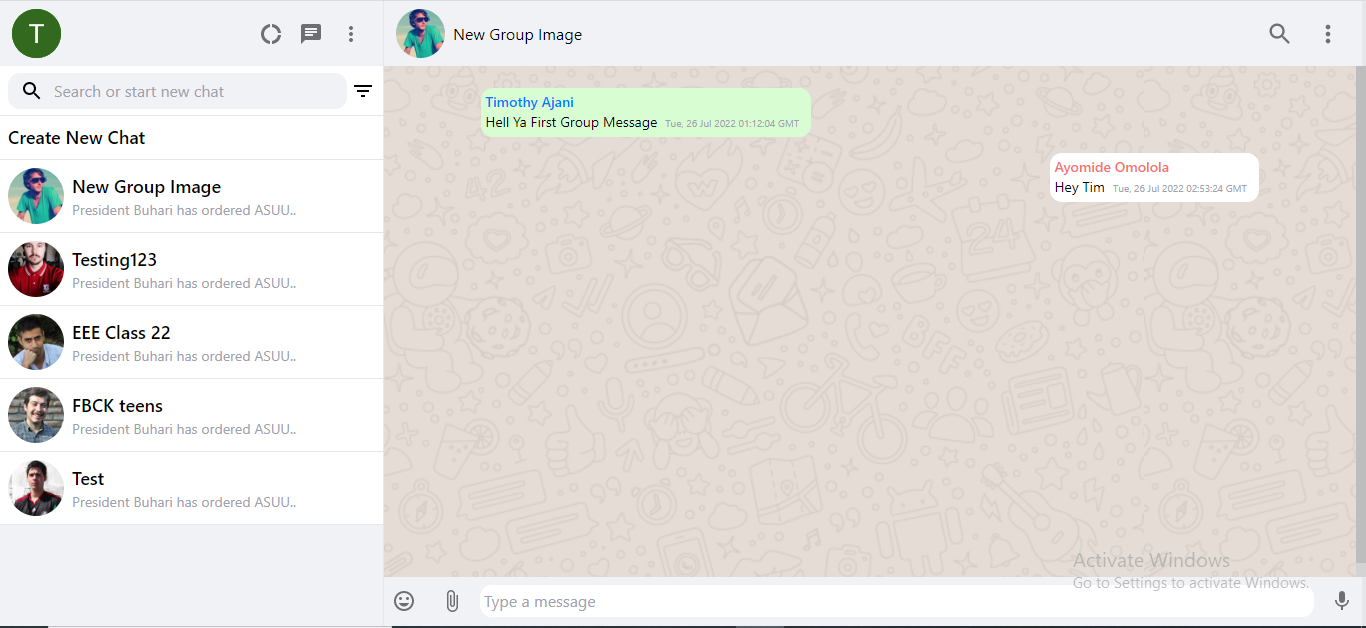 T
New Group Image
Search or start new chat
Create New Chat
New Group Image
President Buhari has ordered ASUU..
Testing123
President Buhari has ordered ASUU..
EEE Class 22
President Buhari has ordered ASUU..
FBCK teens
President Buhari has ordered ASUU..
Test
President Buhari has ordered ASUU..
Timothy Ajani
Hell Ya First Group Message Tue, 26 Jul 2022 01:12:04 GMT
Ayomide Omolola
Hey Tim Tue, 26 Jul 2022 02:53:24 GMT
24
24
Activate Windows
Go to Settings to activate Windows.
Type a message